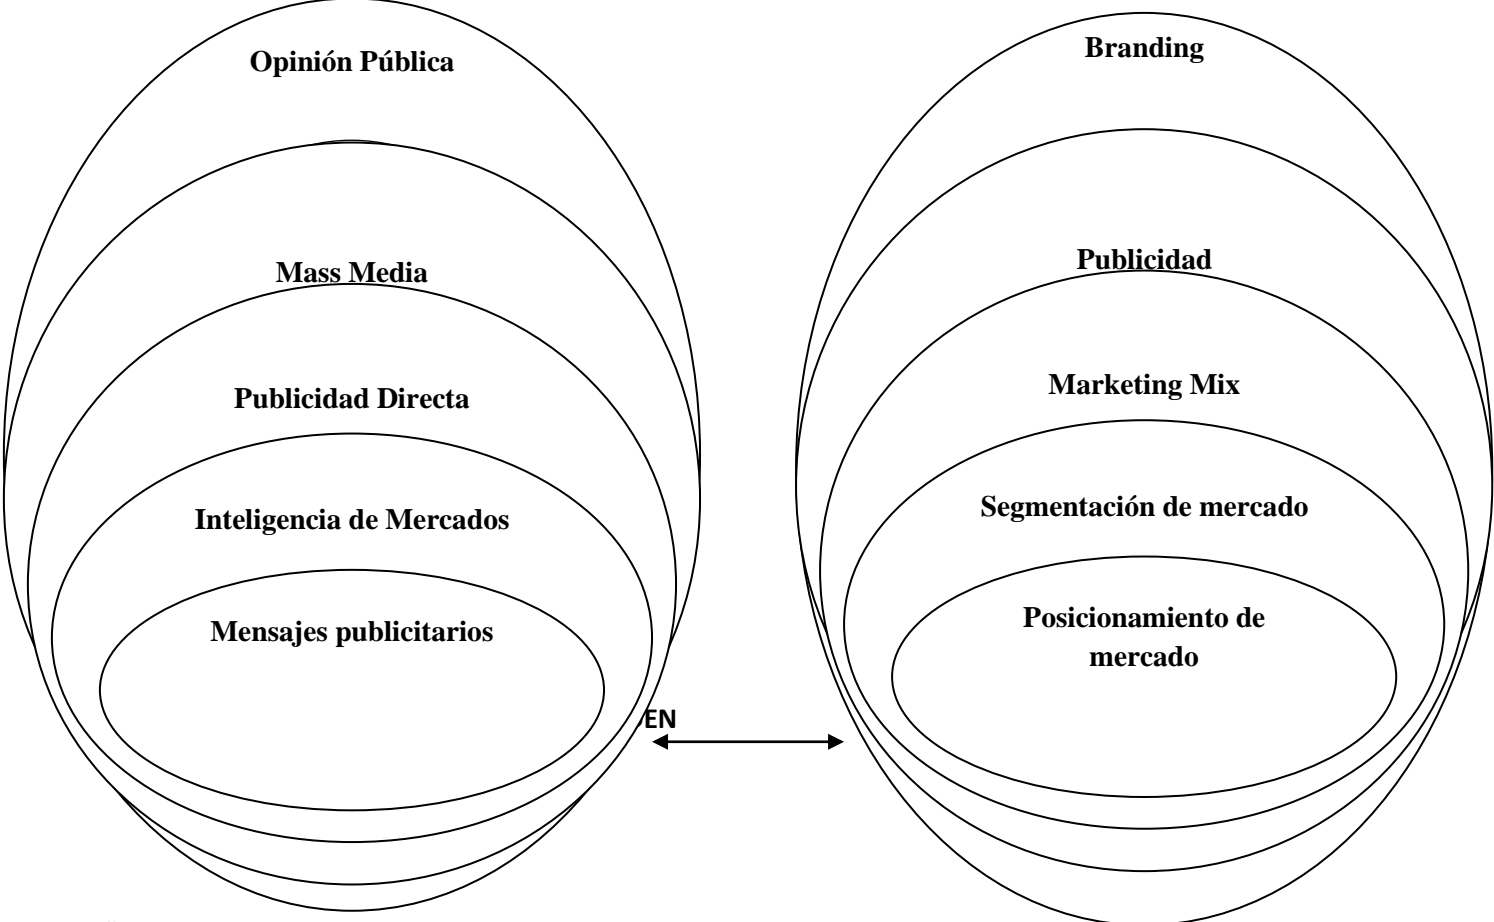 Opinión Pública
Mass Media
Publicidad Directa
Inteligencia de Mercados
Mensajes publicitarios
Branding
Publicidad
Marketing Mix
Segmentación de mercado
Posicionamiento de
mercado